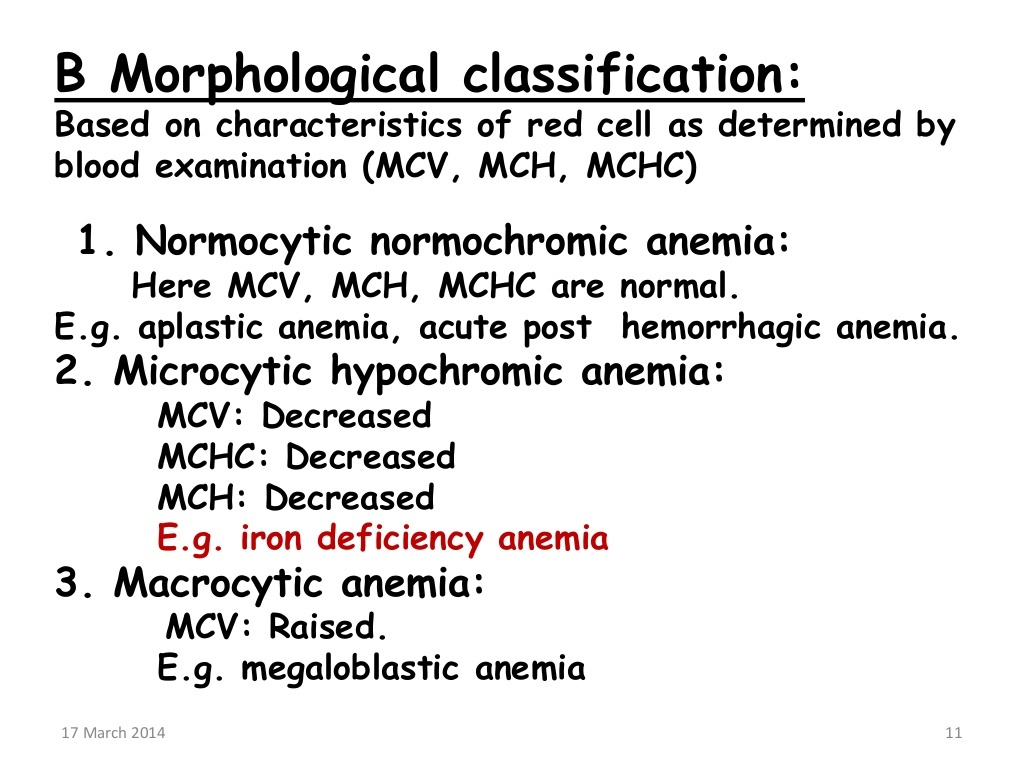 B Morphological classification:
Based on characteristics of red cell as determined by
blood examination (MCV, MCH, MCHC)
1. Normocytic normochromic anemia:
Here MCV, MCH, MCHC are normal.
E.g. aplastic anemia, acute post hemorrhagic anemia.
2. Microcytic hypochromic anemia:
MCV: Decreased
MCHC: Decreased
MCH: Decreased
E.g. iron deficiency anemia
3. Macrocytic anemia:
MCV: Raised.
E.g. megaloblastic anemia
17 March 2014
11